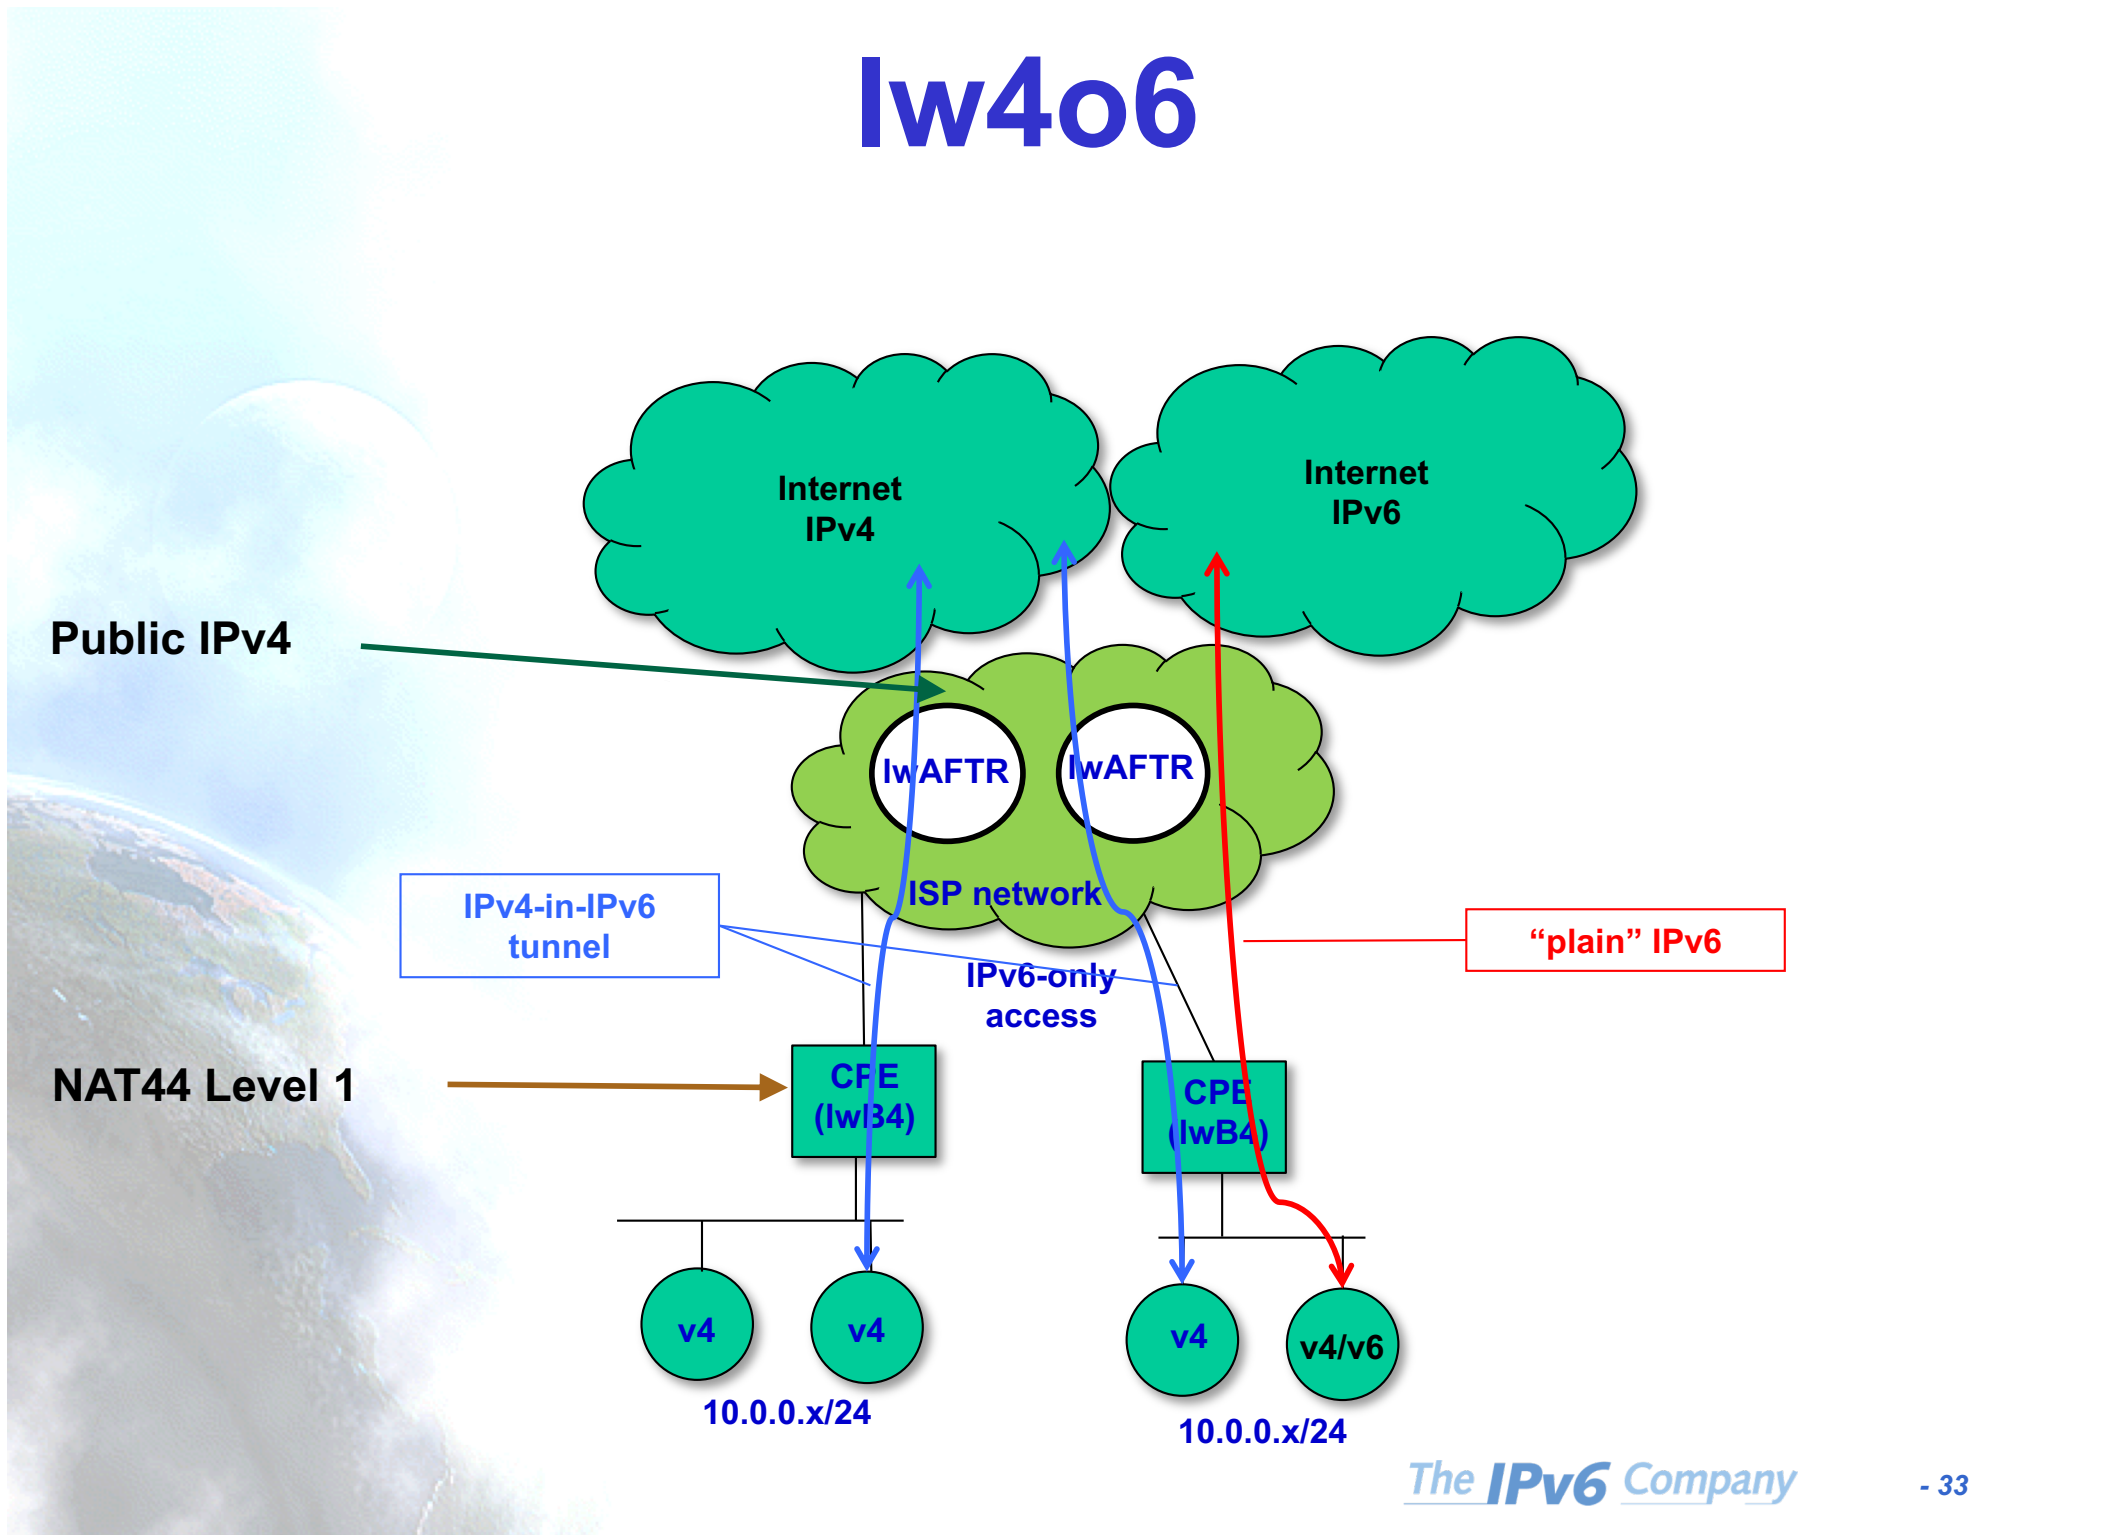 lw4o6
Internet
IPv4
Internet
IPv6
Public IPv4
lwAFTR
lwAFTR
ISP network
IPv4-in-IPv6
tunnel
“plain” IPv6
IPv6-only
access
NAT44 Level 1
CPE
(lwB4)
CPE
(lwB4)
v4
v4
v4
v4/v6
10.0.0.x/24
10.0.0.x/24
The IPv6 Company
- 33